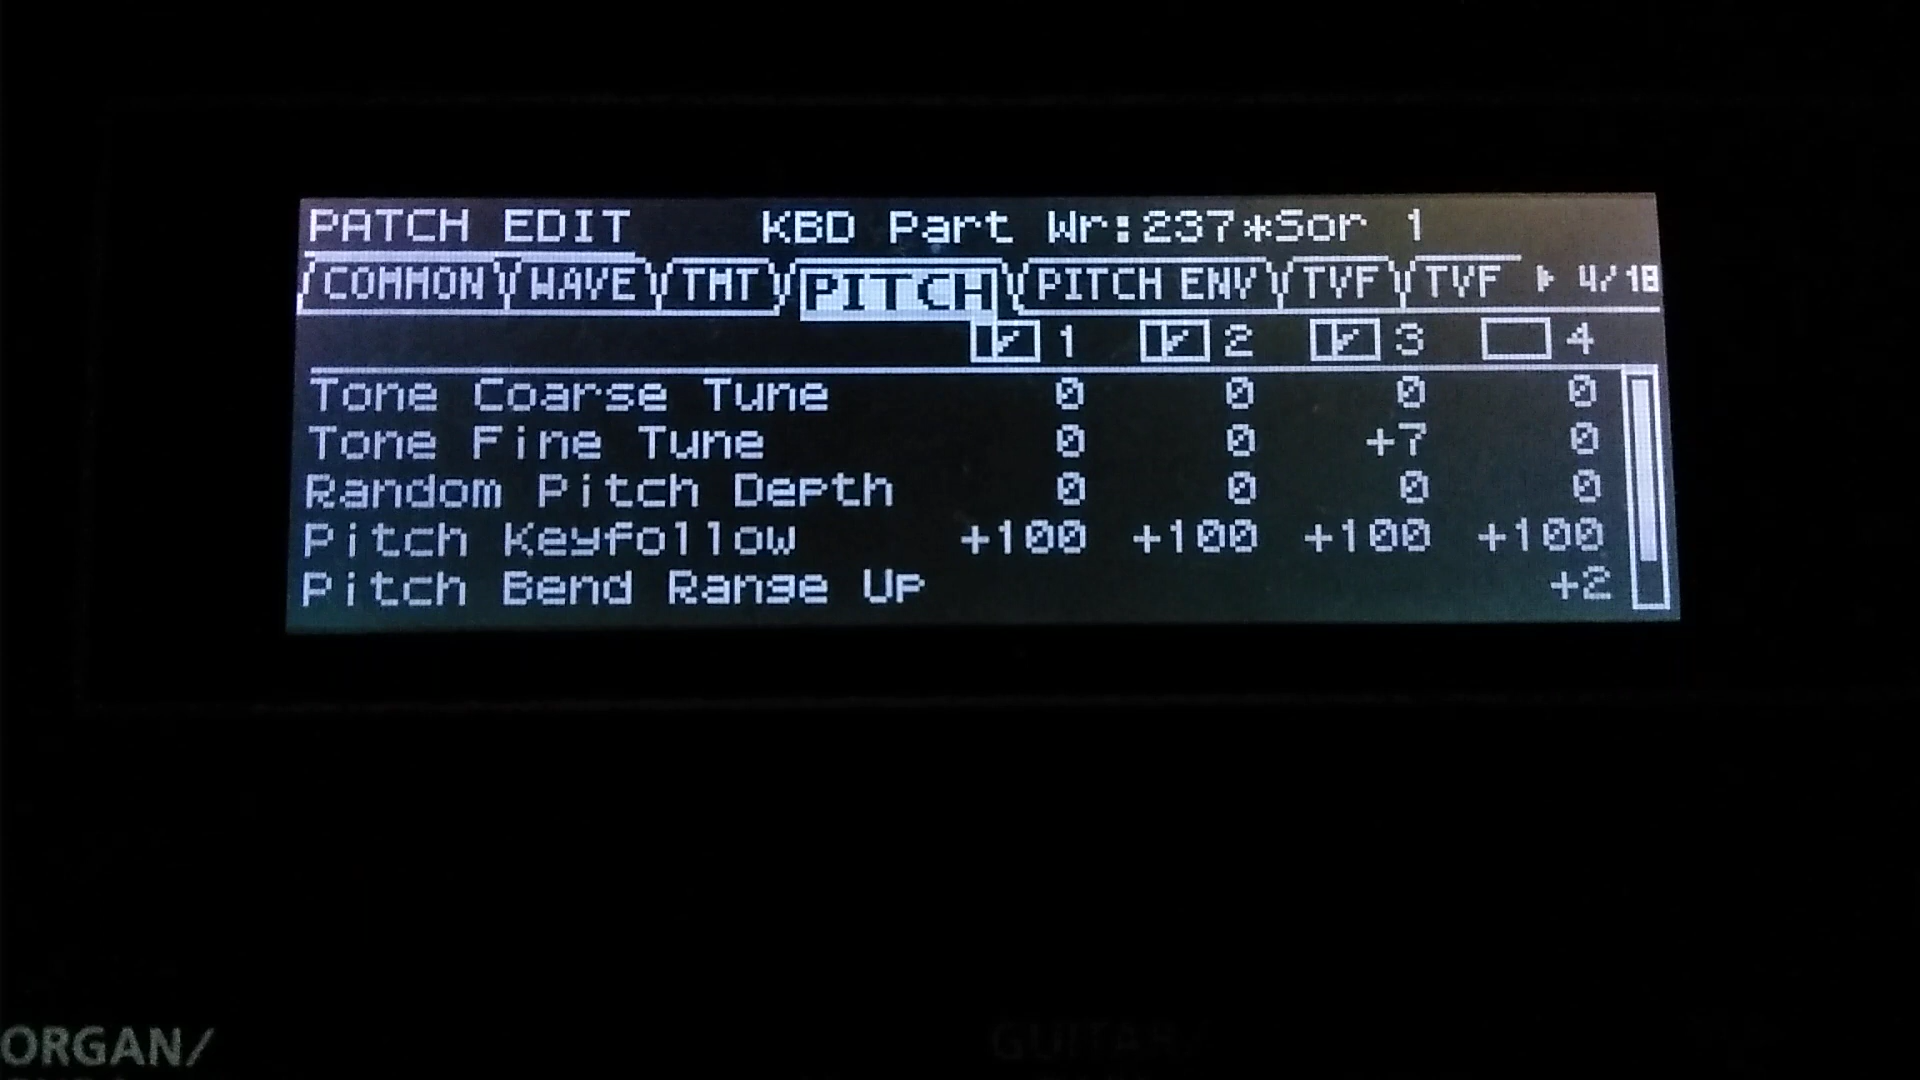 PATCH EDIT KBD Part Wr:237*Sor 1
COMMON WAVE TMT PITCH PITCH ENV TVF TVF 4/18
1 2 3 4
Tone Coarse Tune 0 0 0 0
Tone Fine Tune 0 0 +7 0
Random Pitch Depth 0 0 0 0
Pitch Keyfollow +100 +100 +100 +100
Pitch Bend Range Up +2
ORGAN/ GUITAR/